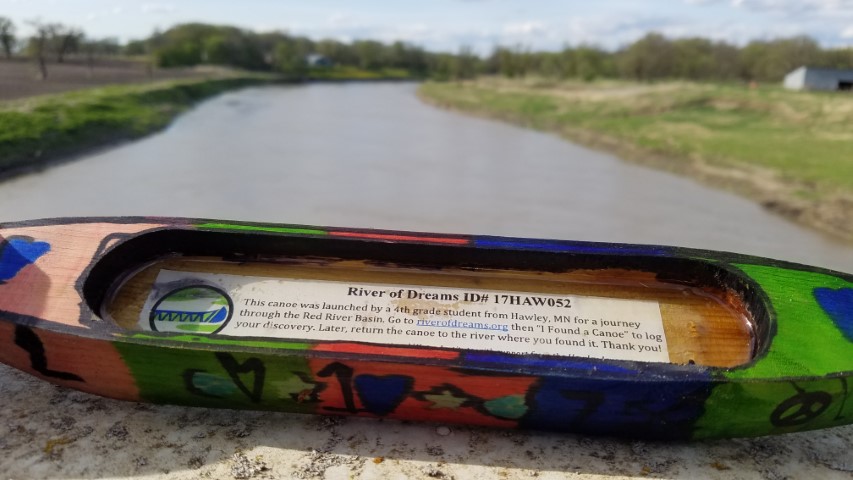 River of Dreams ID# 17HAW052
This canoe was launched by a 4th grade student from Hawley, MN for a journey
through the Red River Basin. Go to riverofdreams.org then "I Found a Canoe" to log
your discovery. Later, return the canoe to the river where you found it. Thank you!